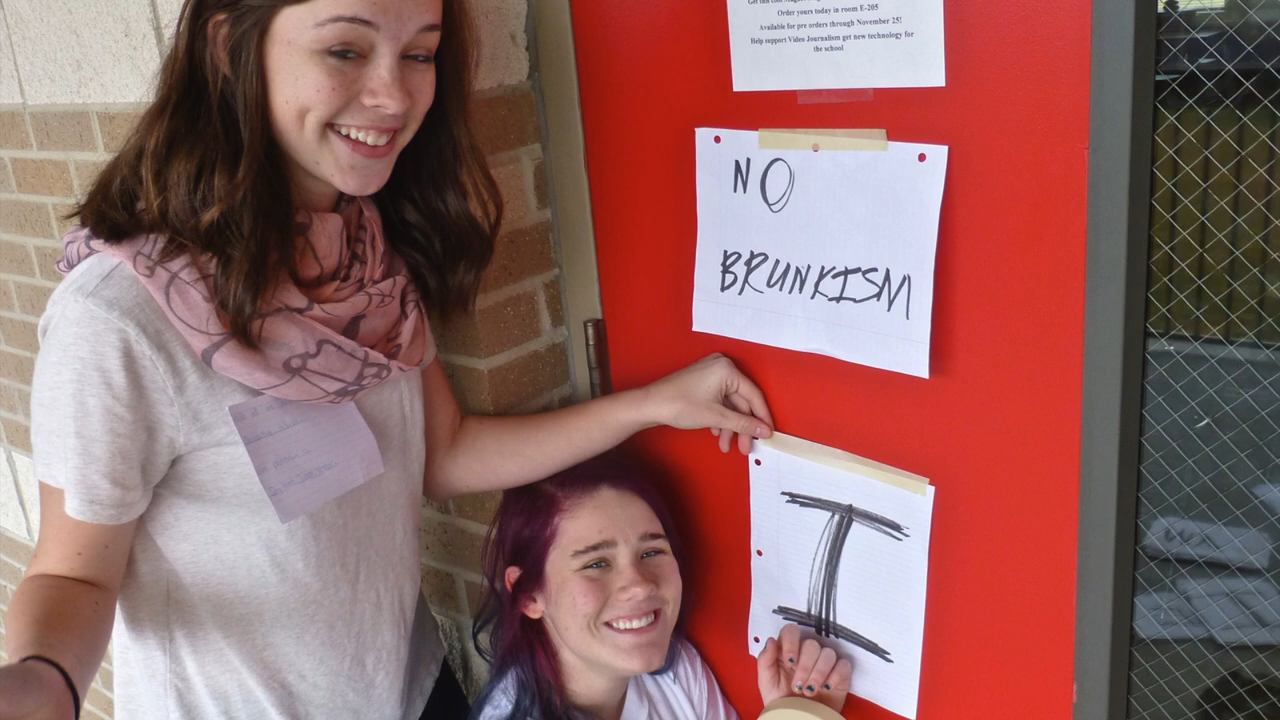 Order yours today in room E-205
Available for pre orders through November 25!
Help support Video Journalism get new technology for
the school
NO
BRUNKISM
I